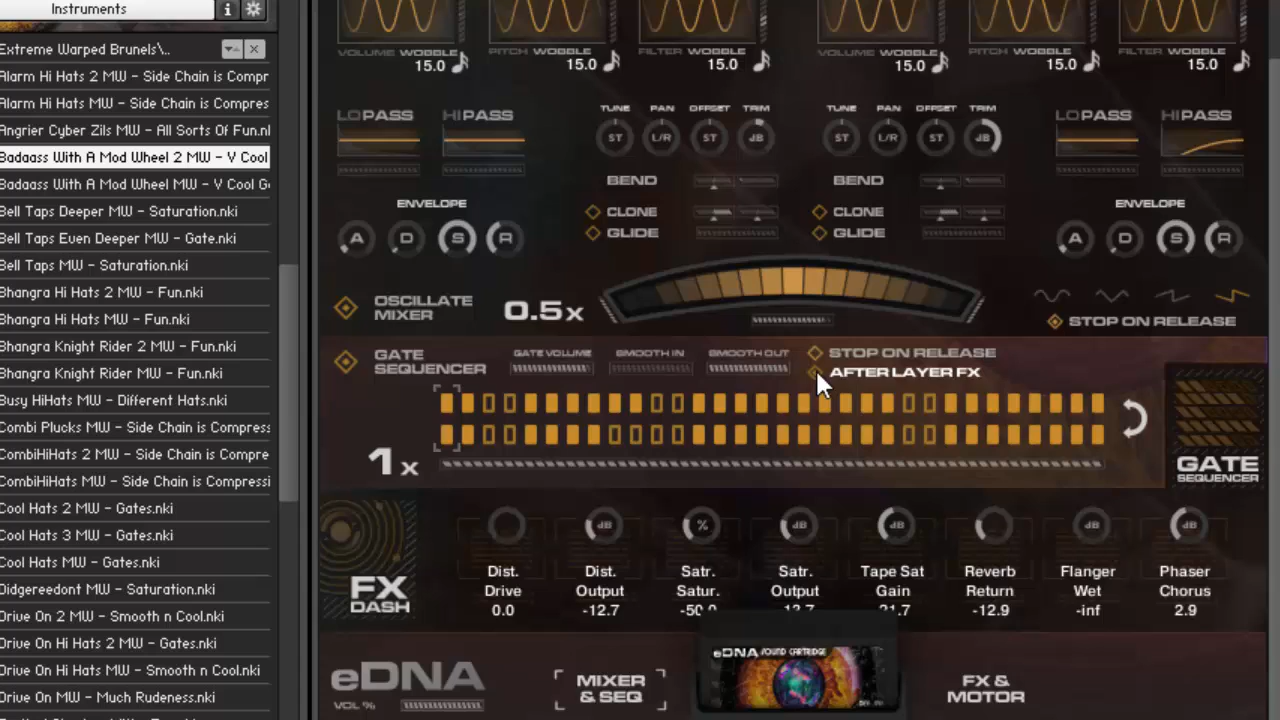 Instruments
Extreme Warped Brunels\..
Alarm Hi Hats 2 MW - Side Chain is Compr
Alarm Hi Hats MW - Side Chain is Compres
Angrier Cyber Zils MW - All Sorts Of Fun.nl
Badaass With A Mod Wheel 2 MW - V Cool
Badaass With A Mod Wheel MW - V Cool G
Bell Taps Deeper MW - Saturation.nki
Bell Taps Even Deeper MW - Gate.nki
Bell Taps MW - Saturation.nki
Bhangra Hi Hats 2 MW - Fun.nki
Bhangra Hi Hats MW - Fun.nki
Bhangra Knight Rider 2 MW - Fun.nki
Bhangra Knight Rider MW - Fun.nki
Busy HiHats MW - Different Hats.nki
Combi Plucks MW - Side Chain is Compress
CombiHiHats 2 MW - Side Chain is Compre
CombiHiHats MW - Side Chain is Compressi
Cool Hats 2 MW - Gates.nki
Cool Hats 3 MW - Gates.nki
Cool Hats MW - Gates.nki
Didgereedont MW - Saturation.nki
Drive On 2 MW - Smooth n Cool.nki
Drive On Hi Hats 2 MW - Gates.nki
Drive On Hi Hats MW - Smooth n Cool.nki
Drive On MW - Much Rudeness.nki
VOLUME WOBBLE PITCH WOBBLE FILTER WOBBLE VOLUME WOBBLE PITCH WOBBLE FILTER WOBBLE
15.0 15.0 15.0 15.0 15.0 15.0
TUNE PAN OFFSET TRIM TUNE PAN OFFSET TRIM
LOPASS HIPASS LOPASS HIPASS
ST L/R ST dB ST L/R ST dB
BEND BEND
ENVELOPE CLONE CLONE ENVELOPE
GLIDE GLIDE
A D S R A D S R
OSCILLATE MIXER 0.5x
STOP ON RELEASE
GATE SEQUENCER GATE VOLUME SMOOTH IN SMOOTH OUT STOP ON RELEASE
AFTER LAYER FX
1x
GATE
SEQUENCER
dB % dB dB dB dB
FX
DASH
Dist. Dist. Satr. Satr. Tape Sat Reverb Flanger Phaser
Drive Output Satur. Output Gain Return Wet Chorus
0.0 -12.7 -12.9 -inf 2.9
eDNA SOUND CARTRIDGE
eDNA
VOL %
MIXER
& SEQ
FX &
MOTOR